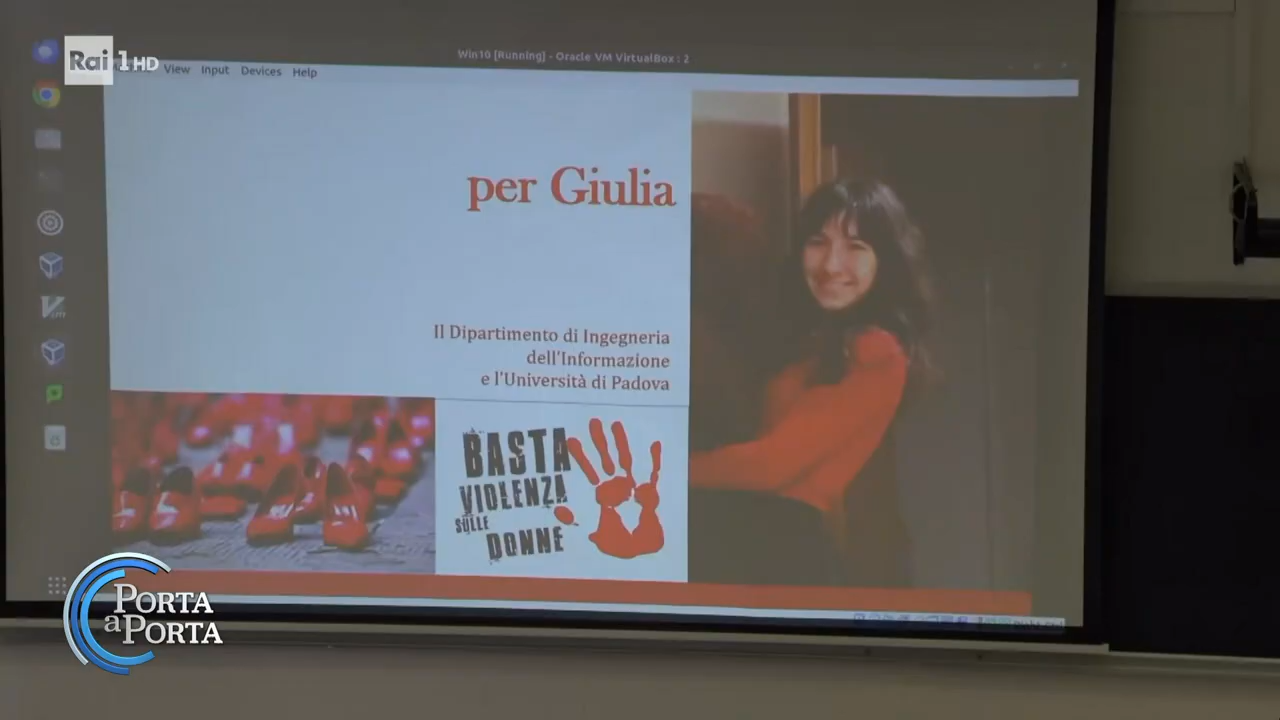 Rai 1 HD
Win10 [Running] - Oracle VM VirtualBox : 2
View Input Devices Help
per Giulia
Il Dipartimento di Ingegneria
dell'Informazione
e l'Università di Padova
BASTA
VIOLENZA
SULLE
DONNE
PORTA
a PORTA